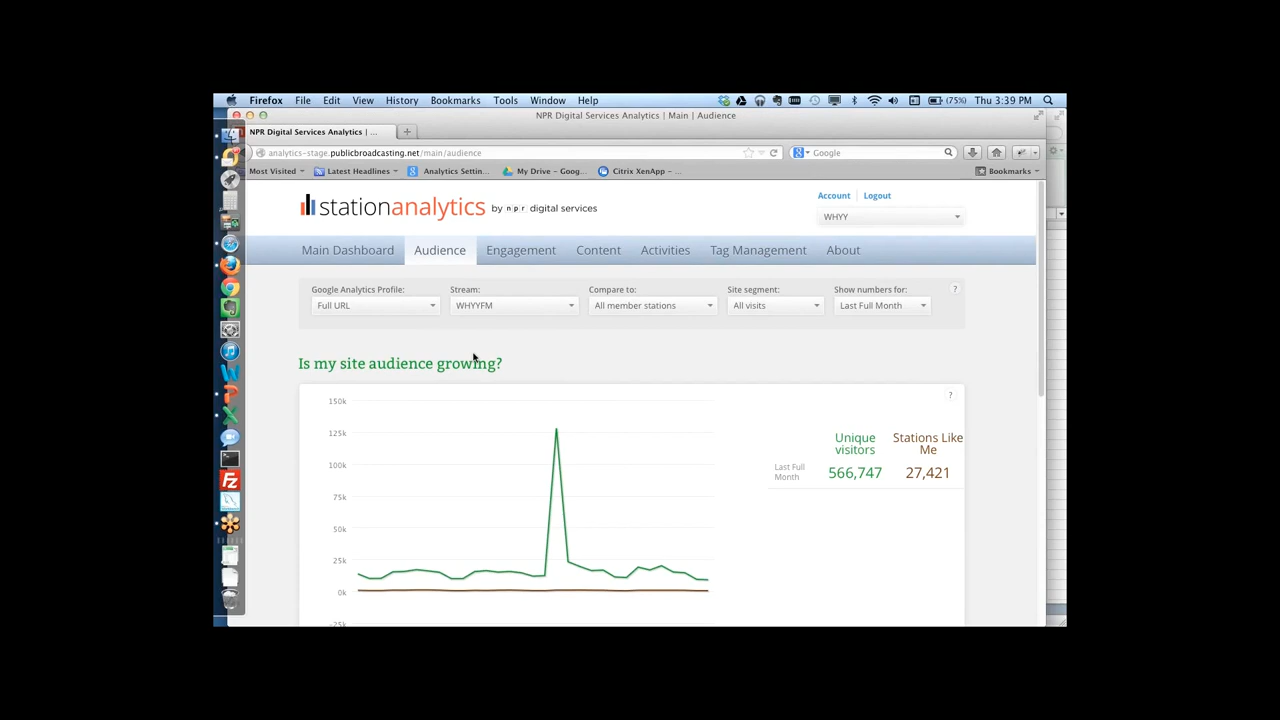 Firefox File Edit View History Bookmarks Tools Window Help (75%) Thu 3:39 PM
NPR Digital Services Analytics | Main | Audience
NPR Digital Services Analytics | ... +
analytics-stage.publicbroadcasting.net/main/audience Google
Most Visited Latest Headlines Analytics Settin... My Drive – Goog... Citrix XenApp – ... Bookmarks
Account Logout
stationanalytics by npr digital services
WHYY
Main Dashboard Audience Engagement Content Activities Tag Management About
Google Analytics Profile: Stream: Compare to: Site segment: Show numbers for: ?
Full URL WHYYFM All member stations All visits Last Full Month
Is my site audience growing?
?
150k
125k
100k
75k
50k
25k
0k
-25k
Unique visitors
Stations Like Me
Last Full Month
566,747 27,421